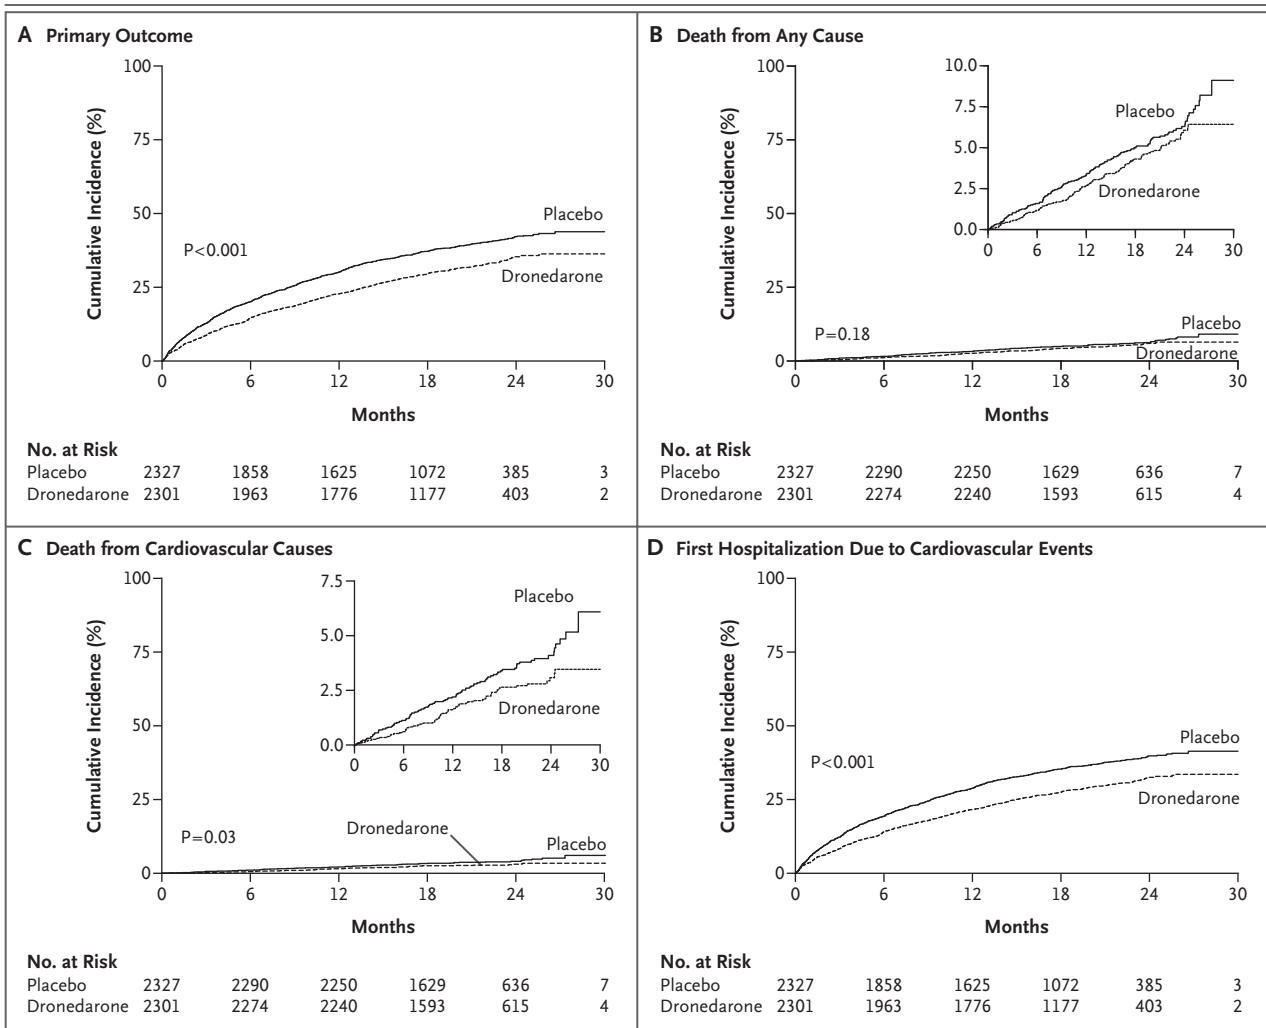 A Primary Outcome
100
75
50
25
0
Cumulative Incidence (%)
P<0.001
Placebo
Dronedarone
0 6 12 18 24 30
Months
No. at Risk
Placebo 2327 1858 1625 1072 385 3
Dronedarone 2301 1963 1776 1177 403 2
B Death from Any Cause
100
75
50
25
0
Cumulative Incidence (%)
10.0
7.5
5.0
2.5
0.0
Placebo
Dronedarone
0 6 12 18 24 30
P=0.18
Placebo
Dronedarone
0 6 12 18 24 30
Months
No. at Risk
Placebo 2327 2290 2250 1629 636 7
Dronedarone 2301 2274 2240 1593 615 4
C Death from Cardiovascular Causes
100
75
50
25
0
Cumulative Incidence (%)
7.5
5.0
2.5
0.0
Placebo
Dronedarone
0 6 12 18 24 30
P=0.03
Dronedarone
Placebo
0 6 12 18 24 30
Months
No. at Risk
Placebo 2327 2290 2250 1629 636 7
Dronedarone 2301 2274 2240 1593 615 4
D First Hospitalization Due to Cardiovascular Events
100
75
50
25
0
Cumulative Incidence (%)
P<0.001
Placebo
Dronedarone
0 6 12 18 24 30
Months
No. at Risk
Placebo 2327 1858 1625 1072 385 3
Dronedarone 2301 1963 1776 1177 403 2